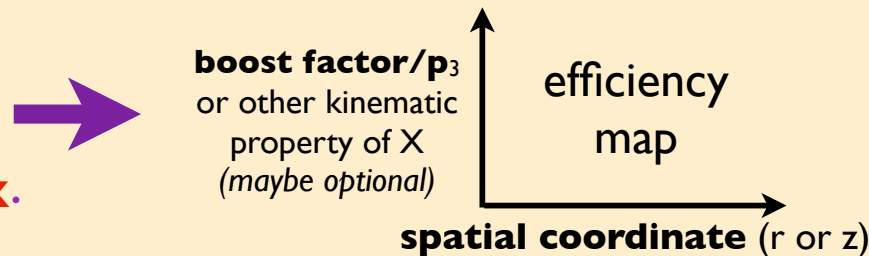 boost factor/p3
or other kinematic
property of X
(maybe optional)
efficiency
map
x.
spatial coordinate (r or z)